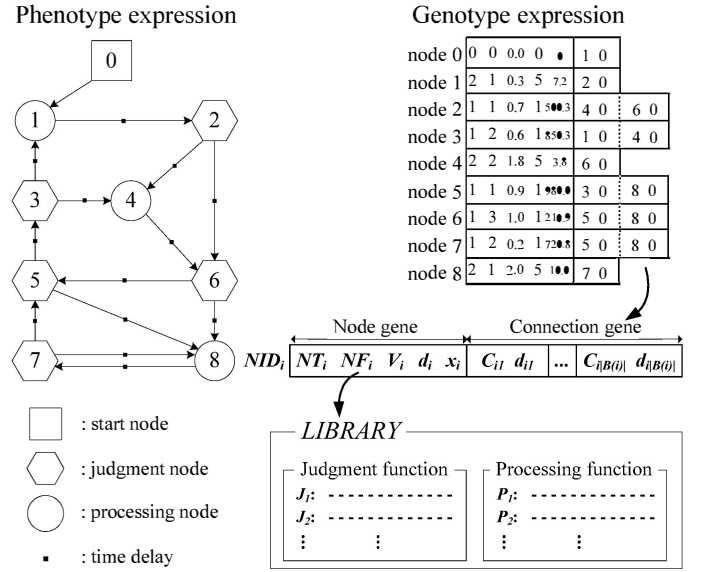 Phenotype expression
Genotype expression
0
1
2
3
4
5
6
7
8
node 0 0 0 0.0 0 1 0
node 1 2 1 0.3 5 7.2 2 0
node 2 1 1 0.7 1 4 0 6 0
node 3 1 2 0.6 1 1 0 4 0
node 4 2 2 1.8 5 3.8 6 0
node 5 1 1 0.9 1 3 0 8 0
node 6 1 3 1.0 1 5 0 8 0
node 7 1 2 0.2 1 5 0 8 0
node 8 2 1 2.0 5 7 0
Node gene
Connection gene
NIDi NTi NFi Vi di xi Ci1 di1 ... Ci|B(i)| di|B(i)|
: start node
: judgment node
: processing node
: time delay
LIBRARY
Judgment function
J1:
J2:
Processing function
P1:
P2: